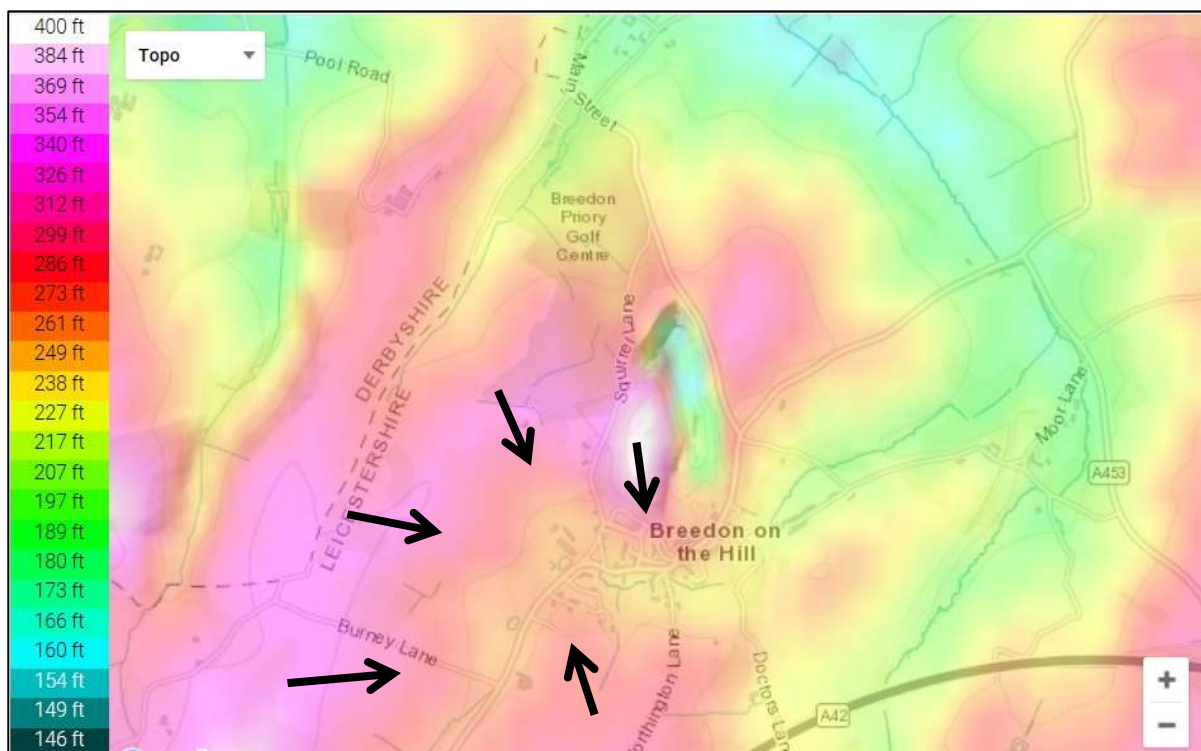 400 ft
384 ft
369 ft
354 ft
340 ft
326 ft
312 ft
299 ft
286 ft
273 ft
261 ft
249 ft
238 ft
227 ft
217 ft
207 ft
197 ft
189 ft
180 ft
173 ft
166 ft
160 ft
154 ft
149 ft
146 ft
Topo
Pool Road
Main Street
Breedon
Priory
Golf
Centre
DERBYSHIRE
LEICESTERSHIRE
Squirrel Lane
Moor Lane
A453
Breedon on
the Hill
Burney Lane
Doctors Lane
A42
+
−